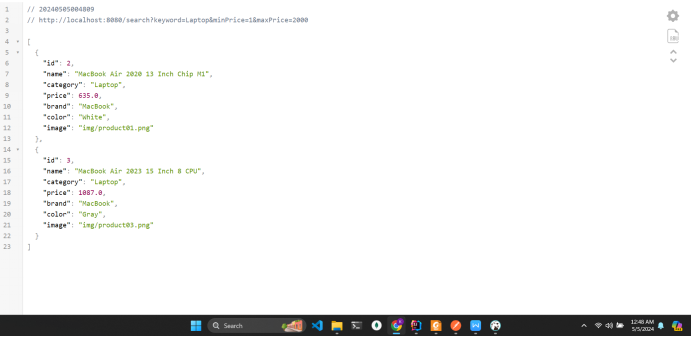 1 // 20240505004809
2 // http://localhost:8080/search?keyword=Laptop&minPrice=1&maxPrice=2000
3
4 [
5 {
6 "id": 2,
7 "name": "MacBook Air 2020 13 Inch Chip M1",
8 "category": "Laptop",
9 "price": 635.0,
10 "brand": "MacBook",
11 "color": "White",
12 "image": "img/product01.png"
13 },
14 {
15 "id": 3,
16 "name": "MacBook Air 2023 15 Inch 8 CPU",
17 "category": "Laptop",
18 "price": 1087.0,
19 "brand": "MacBook",
20 "color": "Gray",
21 "image": "img/product03.png"
22 }
23 ]
Search
12:48 AM
5/5/2024